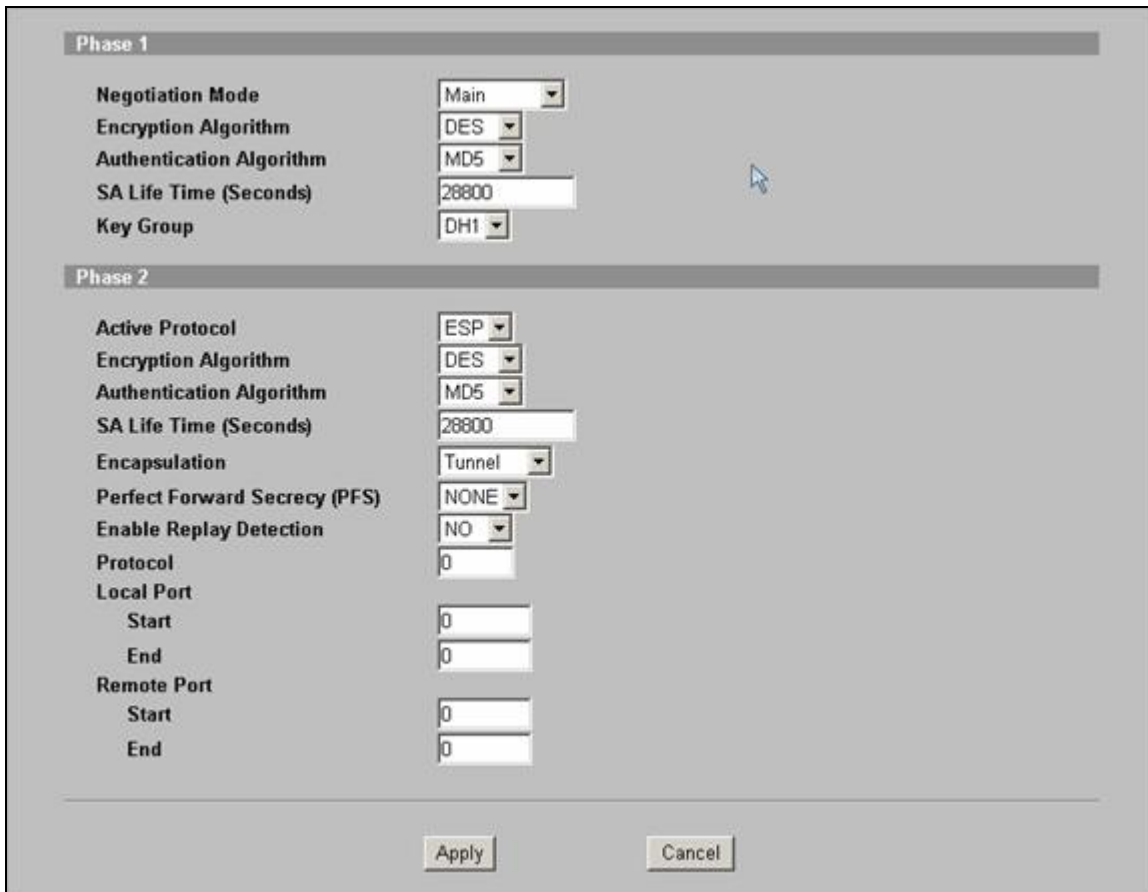 Phase 1
Negotiation Mode Main
Encryption Algorithm DES
Authentication Algorithm MD5
SA Life Time (Seconds) 28800
Key Group DH1
Phase 2
Active Protocol ESP
Encryption Algorithm DES
Authentication Algorithm MD5
SA Life Time (Seconds) 28800
Encapsulation Tunnel
Perfect Forward Secrecy (PFS) NONE
Enable Replay Detection NO
Protocol 0
Local Port
Start 0
End 0
Remote Port
Start 0
End 0
Apply Cancel